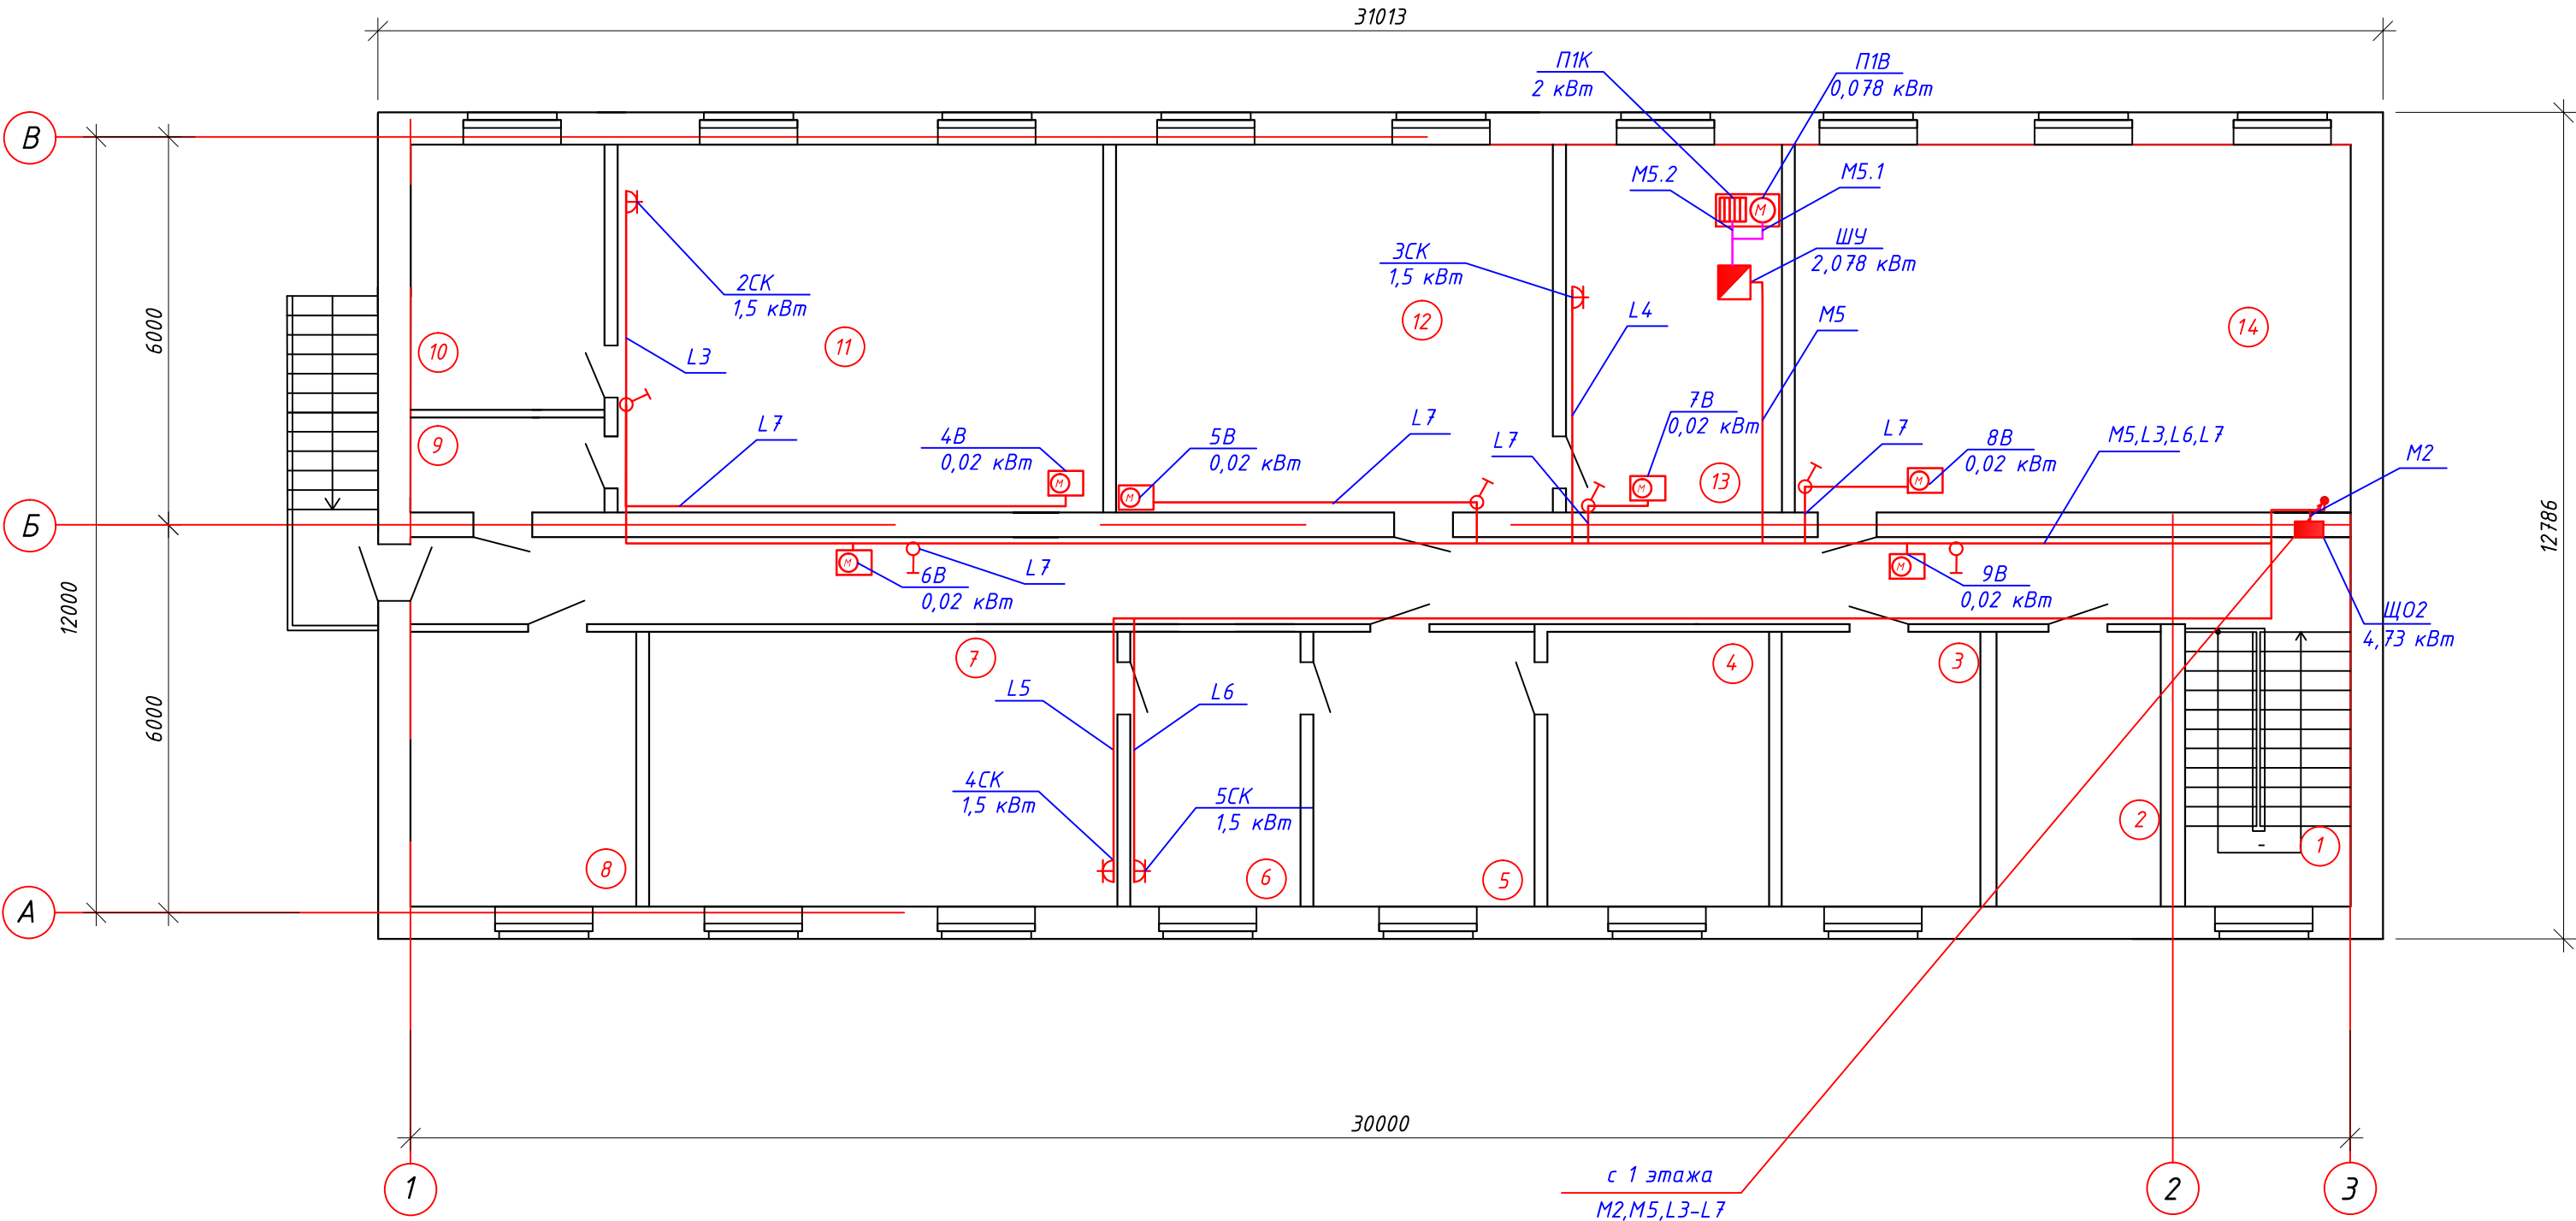 31013
П1К
2 кВт
П1В
0,078 кВт
В
М
М5.2
М5.1
ШУ
2,078 кВт
3СК
1,5 кВт
2СК
1,5 кВт
6000
12
L4
М5
14
10
11
L3
7В
0,02 кВт
9
L7
4В
0,02 кВт
5В
0,02 кВт
L7
L7
L7
8В
0,02 кВт
М5,L3,L6,L7
М2
М
М
М
13
М
Б
12786
М
6В
0,02 кВт
L7
М
9В
0,02 кВт
12000
ЩО2
4,73 кВт
6000
7
4
3
L5
L6
4СК
1,5 кВт
5СК
1,5 кВт
2
1
8
6
5
А
30000
с 1 этажа
М2,М5,L3-L7
1
2
3